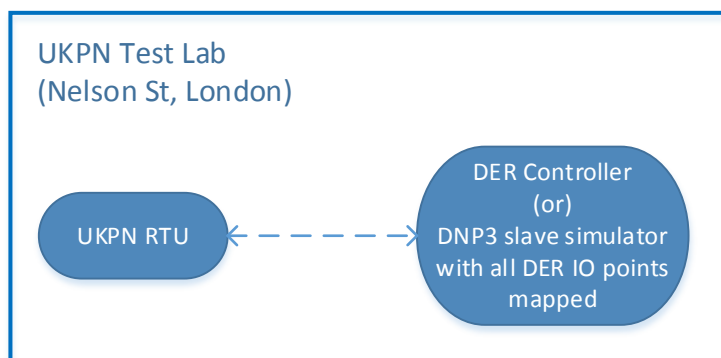 UKPN Test Lab
(Nelson St, London)
UKPN RTU
DER Controller
(or)
DNP3 slave simulator
with all DER IO points
mapped